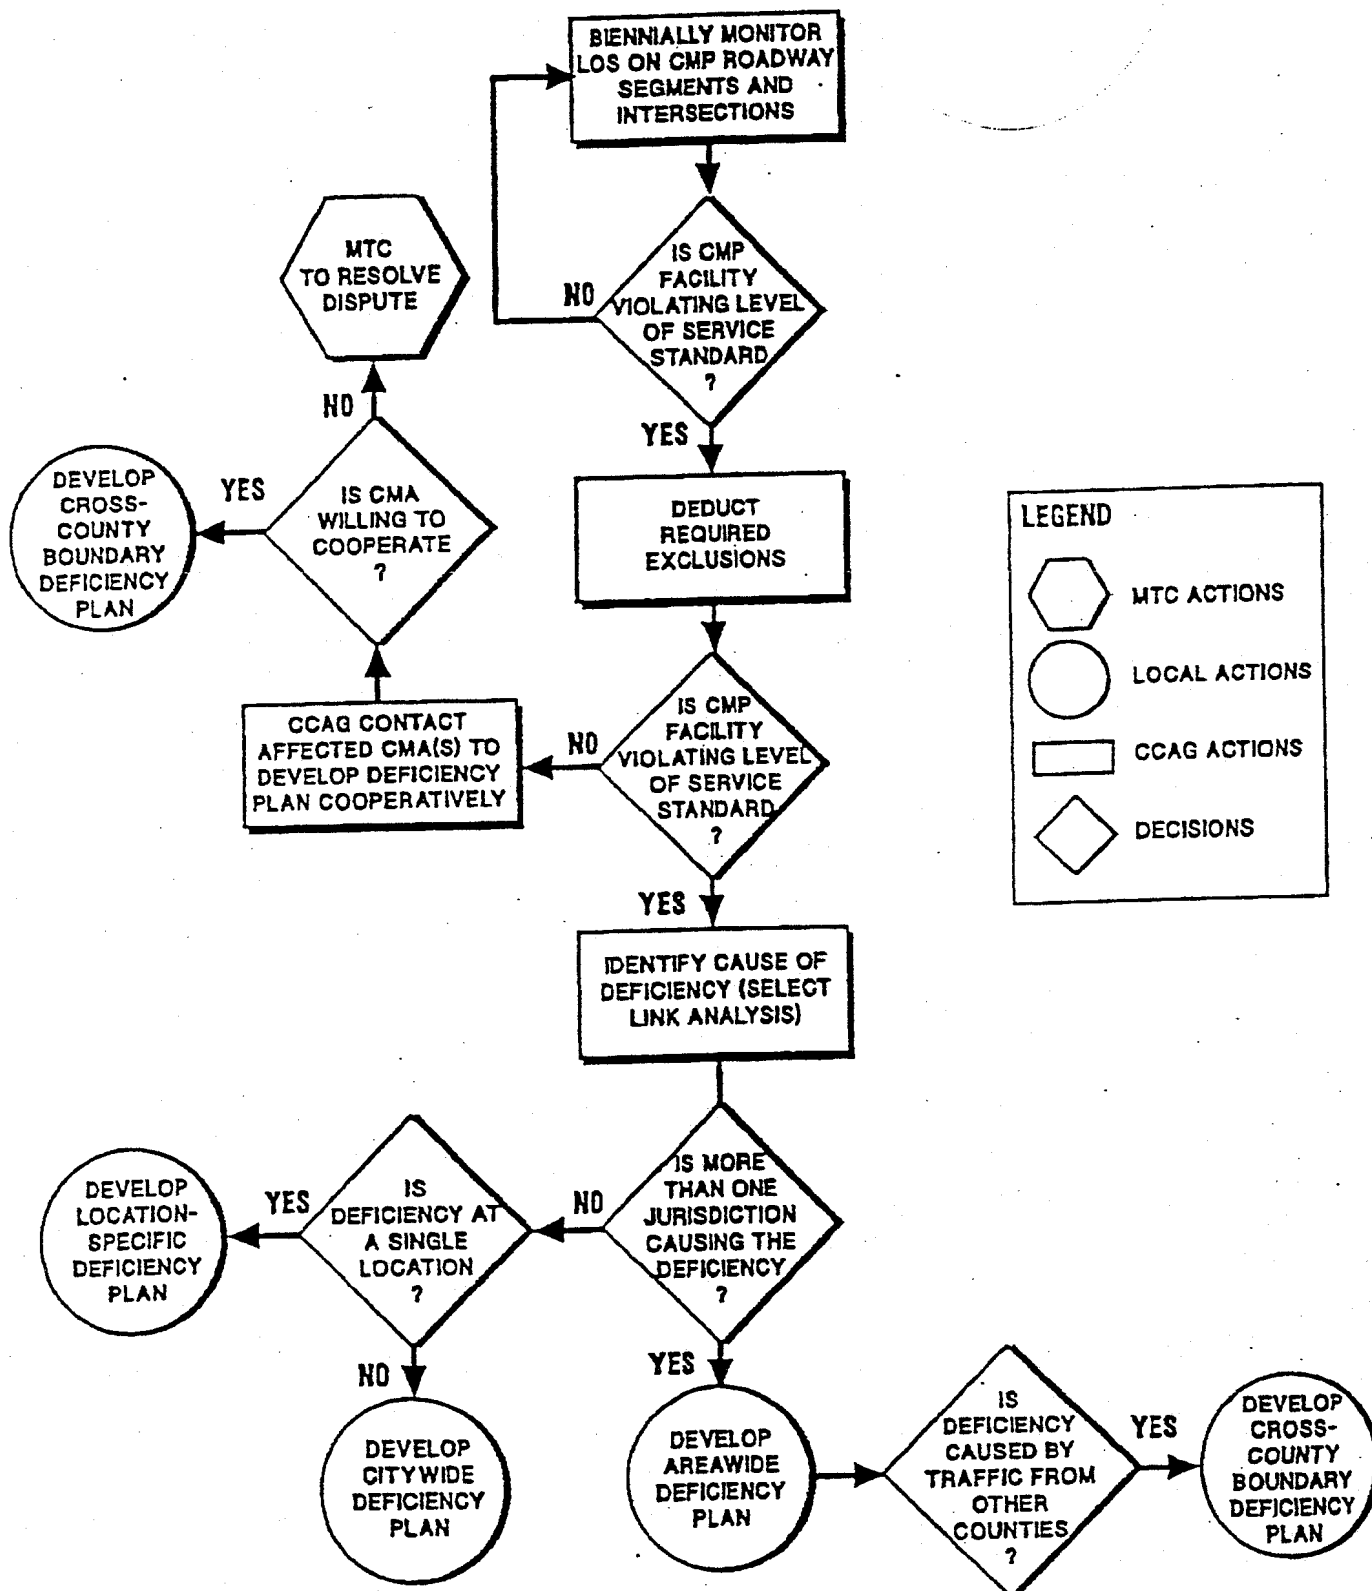 BIENNIALLY MONITOR
LOS ON CMP ROADWAY
SEGMENTS AND
INTERSECTIONS
IS CMP
FACILITY
VIOLATING LEVEL
OF SERVICE
STANDARD
?
NO
YES
MTC
TO RESOLVE
DISPUTE
NO
IS CMA
WILLING TO
COOPERATE
?
YES
DEVELOP
CROSS-
COUNTY
BOUNDARY
DEFICIENCY
PLAN
DEDUCT
REQUIRED
EXCLUSIONS
LEGEND
MTC ACTIONS
LOCAL ACTIONS
CCAG ACTIONS
DECISIONS
IS CMP
FACILITY
VIOLATING LEVEL
OF SERVICE
STANDARD
?
NO
CCAG CONTACT
AFFECTED CMA(S) TO
DEVELOP DEFICIENCY
PLAN COOPERATIVELY
YES
IDENTIFY CAUSE OF
DEFICIENCY (SELECT
LINK ANALYSIS)
IS MORE
THAN ONE
JURISDICTION
CAUSING THE
DEFICIENCY
?
NO
IS
DEFICIENCY AT
A SINGLE
LOCATION
?
YES
DEVELOP
LOCATION-
SPECIFIC
DEFICIENCY
PLAN
NO
DEVELOP
CITYWIDE
DEFICIENCY
PLAN
YES
DEVELOP
AREAWIDE
DEFICIENCY
PLAN
IS
DEFICIENCY
CAUSED BY
TRAFFIC FROM
OTHER
COUNTIES
?
YES
DEVELOP
CROSS-
COUNTY
BOUNDARY
DEFICIENCY
PLAN